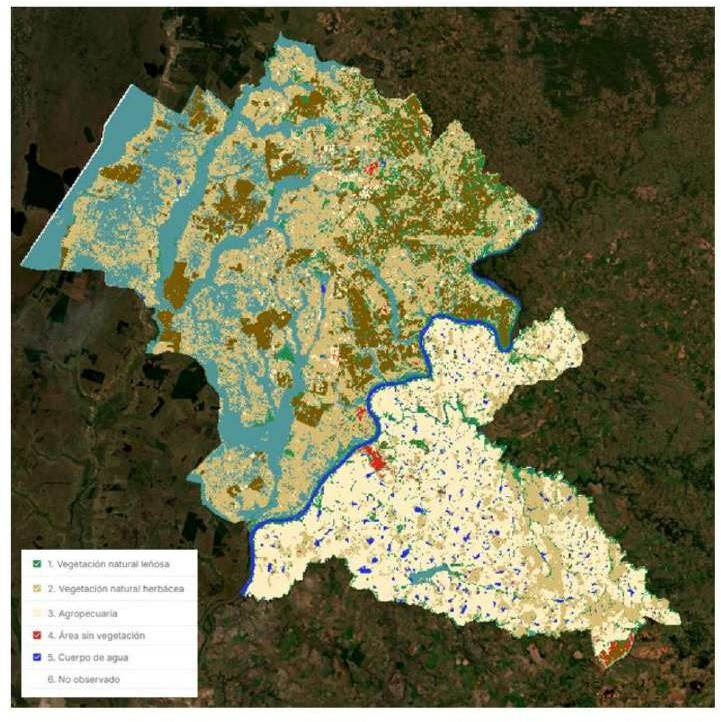 1. Vegetación natural leñosa
2. Vegetación natural herbácea
3. Agropecuaria
4. Área sin vegetación
5. Cuerpo de agua
6. No observado